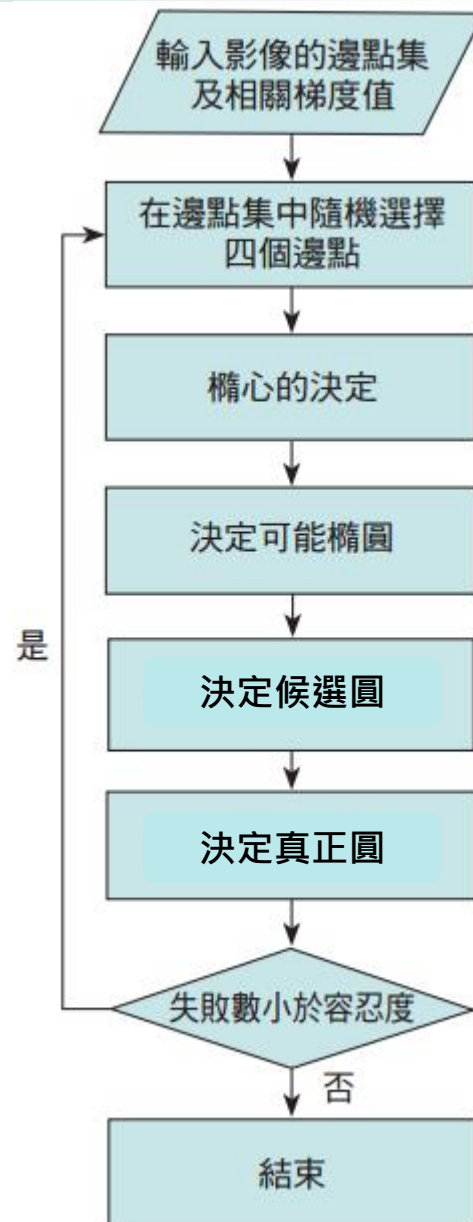 輸入影像的邊點集
及相關梯度值
在邊點集中隨機選擇
四個邊點
橢心的決定
決定可能橢圓
是
決定候選圓
決定真正圓
失敗數小於容忍度
否
結束